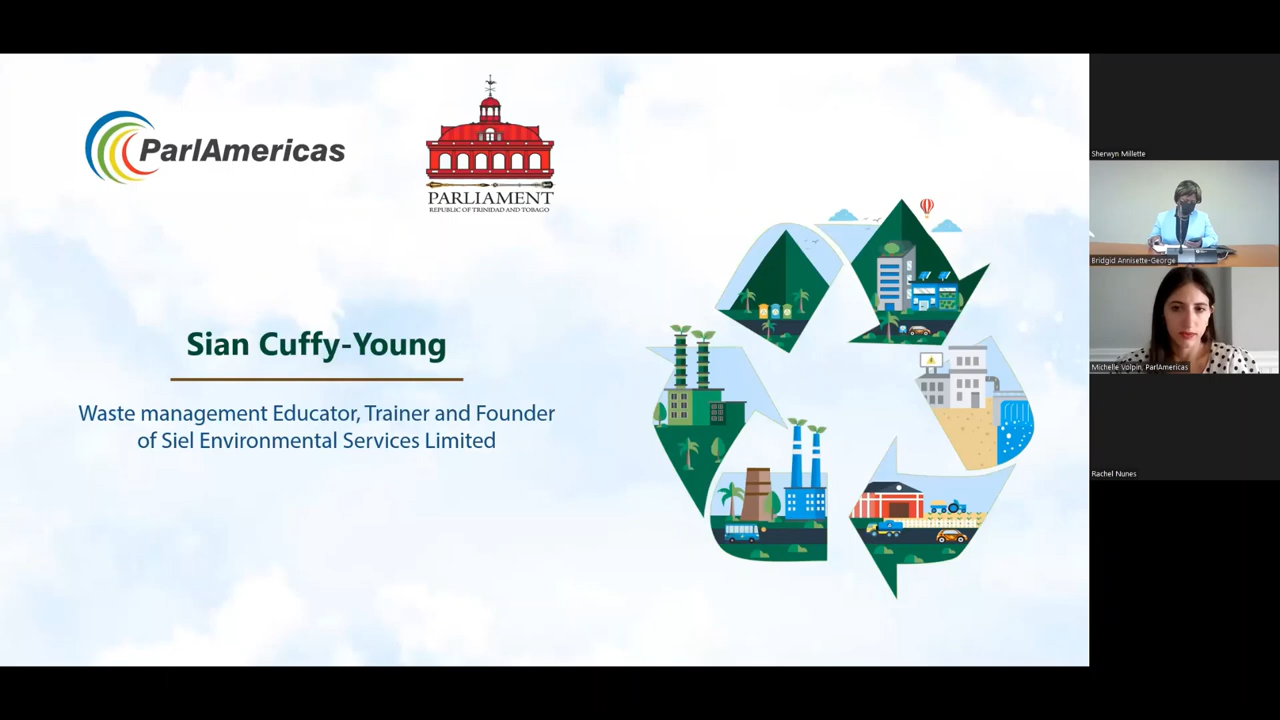 ParlAmericas
PARLIAMENT
REPUBLIC OF TRINIDAD AND TOBAGO
Sian Cuffy-Young
Waste management Educator, Trainer and Founder
of Siel Environmental Services Limited
Sherwyn Millette
Bridgid Annisette-George
Michelle Volpin, ParlAmericas
Rachel Nunes